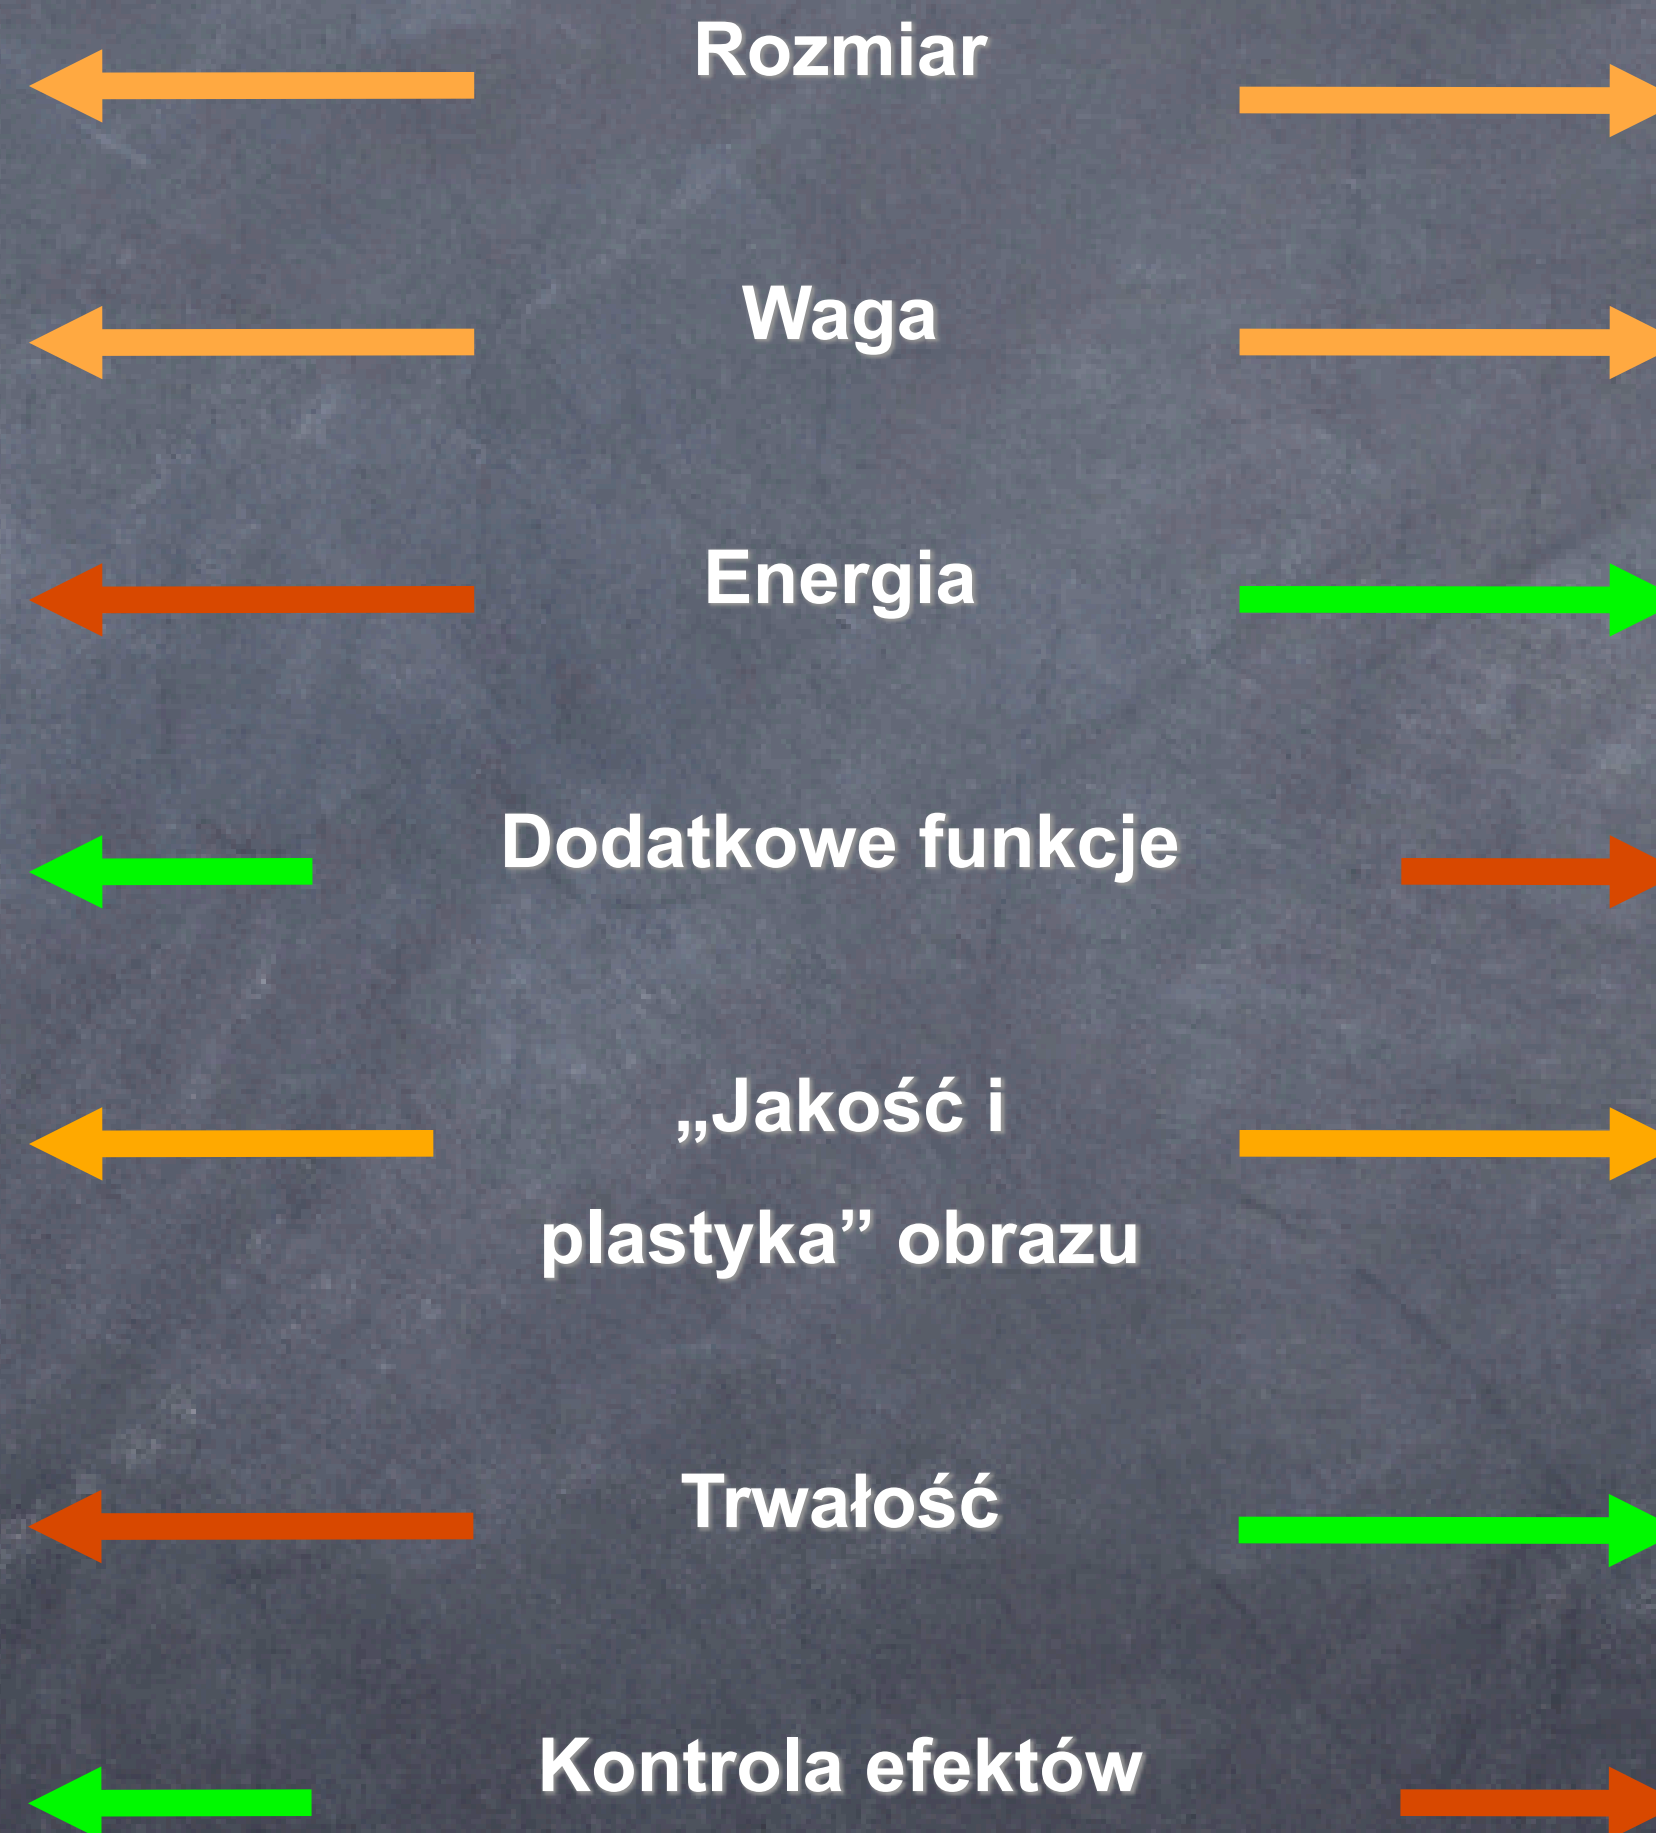 Rozmiar
Waga
Energia
Dodatkowe funkcje
„Jakość i
plastyka” obrazu
Trwałość
Kontrola efektów